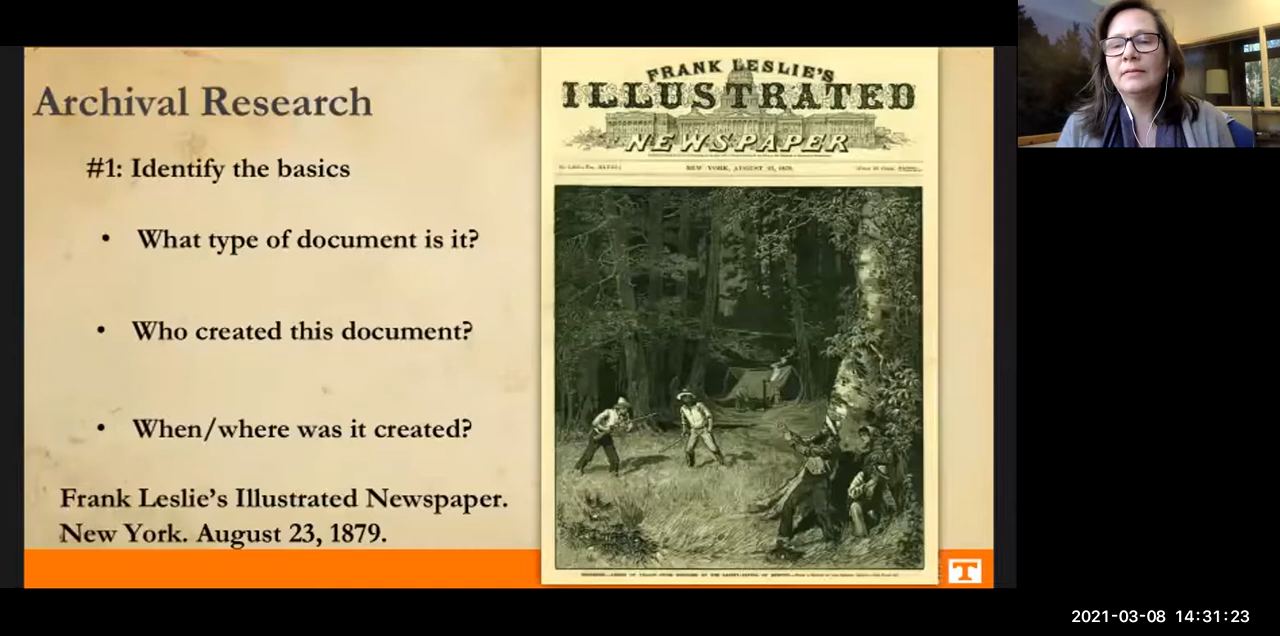 Archival Research
#1: Identify the basics
• What type of document is it?
• Who created this document?
• When/where was it created?
Frank Leslie's Illustrated Newspaper.
New York. August 23, 1879.
FRANK LESLIE'S
ILLUSTRATED
NEWSPAPER
NEW YORK, AUGUST 23, 1879.
T
2021-03-08 14:31:23